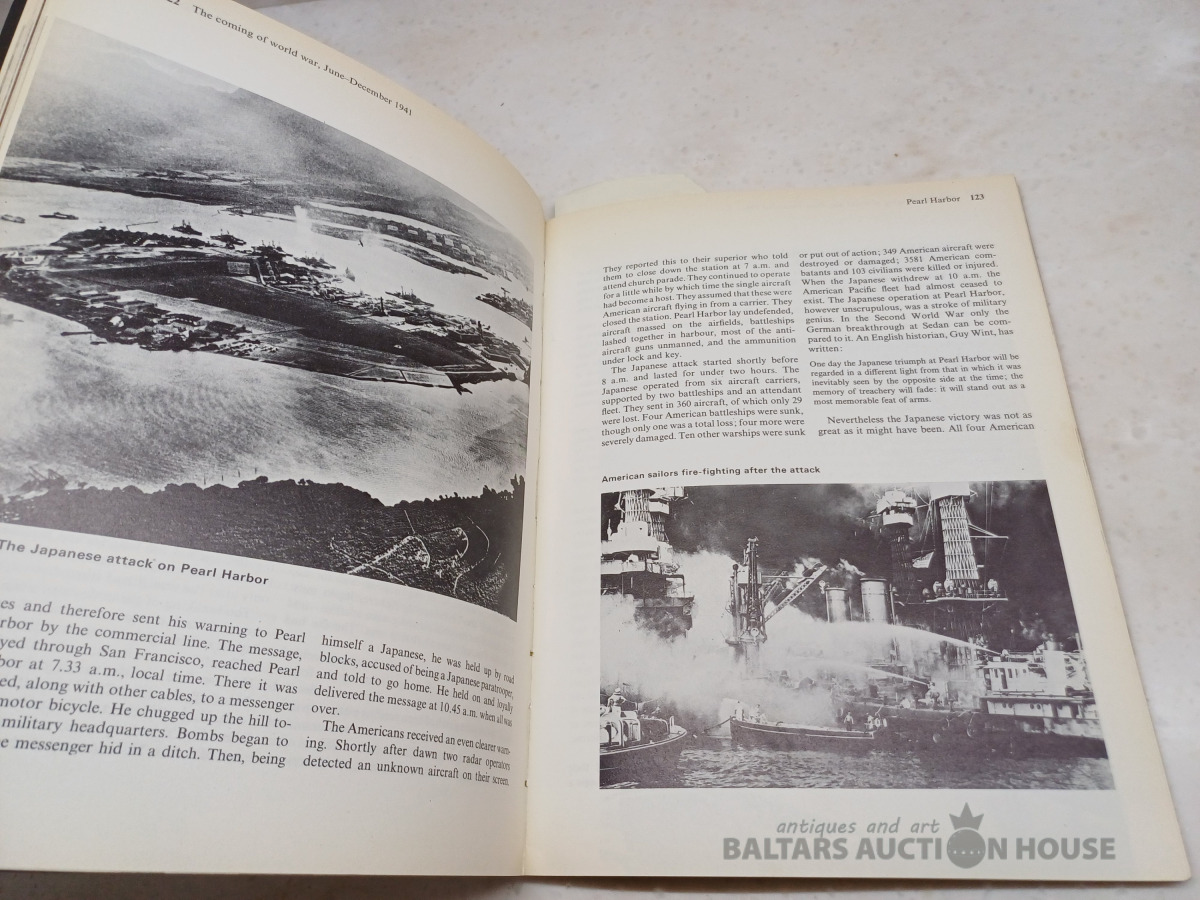 22 The coming of world war, June–December 1941
The Japanese attack on Pearl Harbor
es and therefore sent his warning to Pearl
rbor by the commercial line. The message,
yed through San Francisco, reached Pearl
bor at 7.33 a.m., local time. There it was
ed, along with other cables, to a messenger
motor bicycle. He chugged up the hill to-
military headquarters. Bombs began to
e messenger hid in a ditch. Then, being
himself a Japanese, he was held up by road
blocks, accused of being a Japanese paratrooper,
and told to go home. He held on and loyally
delivered the message at 10.45 a.m. when all was
over.
The Americans received an even clearer warn-
ing. Shortly after dawn two radar operators
detected an unknown aircraft on their screen.
Pearl Harbor 123
They reported this to their superior who told
them to close down the station at 7 a.m. and
attend church parade. They continued to operate
for a little while by which time the single aircraft
had become a host. They assumed that these were
American aircraft flying in from a carrier. They
closed the station. Pearl Harbor lay undefended,
aircraft massed on the airfields, battleships
lashed together in harbour, most of the anti-
aircraft guns unmanned, and the ammunition
under lock and key.
The Japanese attack started shortly before
8 a.m. and lasted for under two hours. The
Japanese operated from six aircraft carriers,
supported by two battleships and an attendant
fleet. They sent in 360 aircraft, of which only 29
were lost. Four American battleships were sunk,
though only one was a total loss; four more were
severely damaged. Ten other warships were sunk
or put out of action; 349 American aircraft were
destroyed or damaged; 3581 American com-
batants and 103 civilians were killed or injured.
When the Japanese withdrew at 10 a.m. the
American Pacific fleet had almost ceased to
exist. The Japanese operation at Pearl Harbor,
however unscrupulous, was a stroke of military
genius. In the Second World War only the
German breakthrough at Sedan can be com-
pared to it. An English historian, Guy Wint, has
written:
One day the Japanese triumph at Pearl Harbor will be
regarded in a different light from that in which it was
inevitably seen by the opposite side at the time; the
memory of treachery will fade: it will stand out as a
most memorable feat of arms.
Nevertheless the Japanese victory was not as
great as it might have been. All four American
American sailors fire-fighting after the attack
antiques and art
BALTARS AUCTION HOUSE